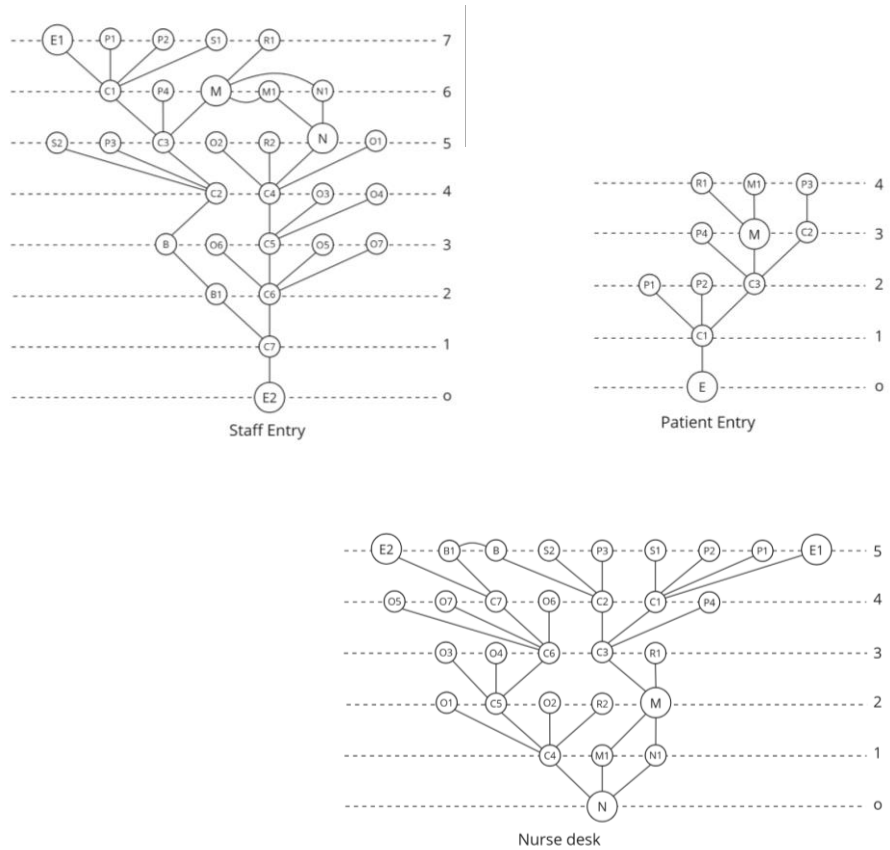 E1 P1 P2 S1 R1 7
C1 P4 M M1 N1 6
S2 P3 C3 O2 R2 N O1 5
C2 C4 O3 O4 4
B O6 C5 O5 O7 3
B1 C6 2
C7 1
E2 o
Staff Entry
R1 M1 P3 4
P4 M C2 3
P1 P2 C3 2
C1 1
E o
Patient Entry
E2 B1 B S2 P3 S1 P2 P1 E1 5
O5 O7 C7 O6 C2 C1 P4 4
O3 O4 C6 C3 R1 3
O1 C5 O2 R2 M 2
C4 M1 N1 1
N o
Nurse desk